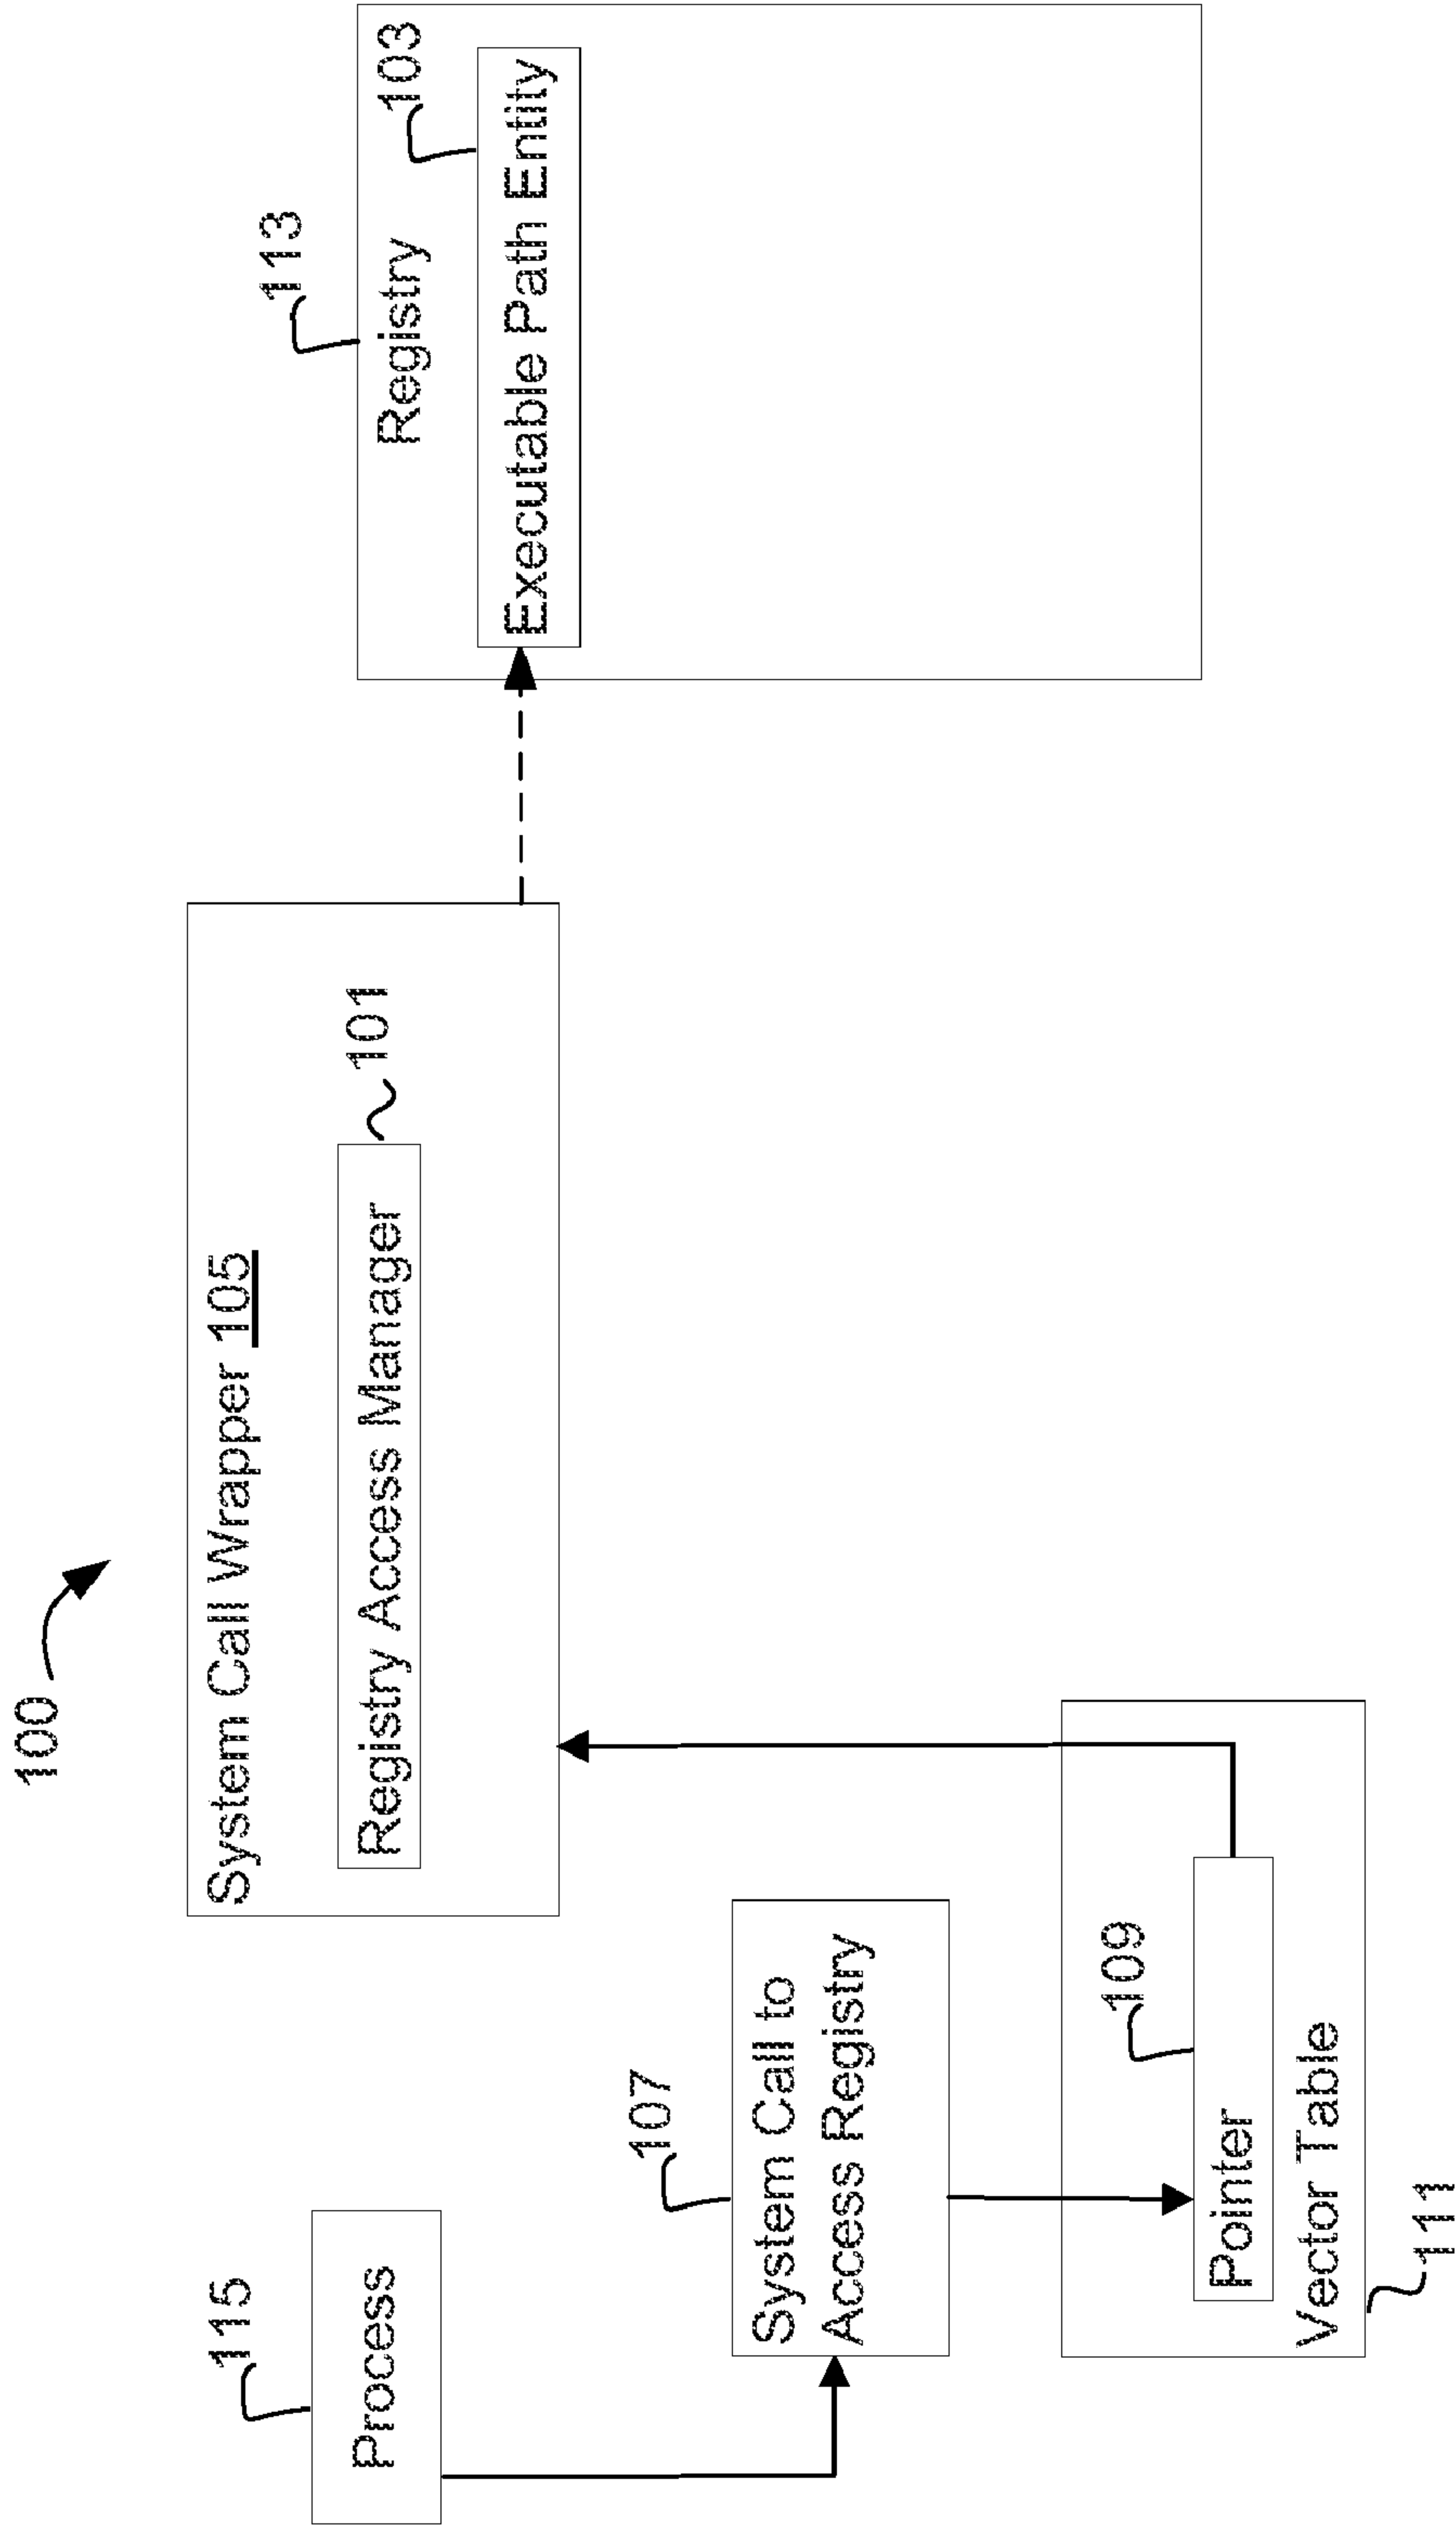 100
System Call Wrapper 105
Registry Access Manager
101
113
Registry
103
Executable Path Entity
115
Process
107
System Call to
Access Registry
109
Pointer
Vector Table
111